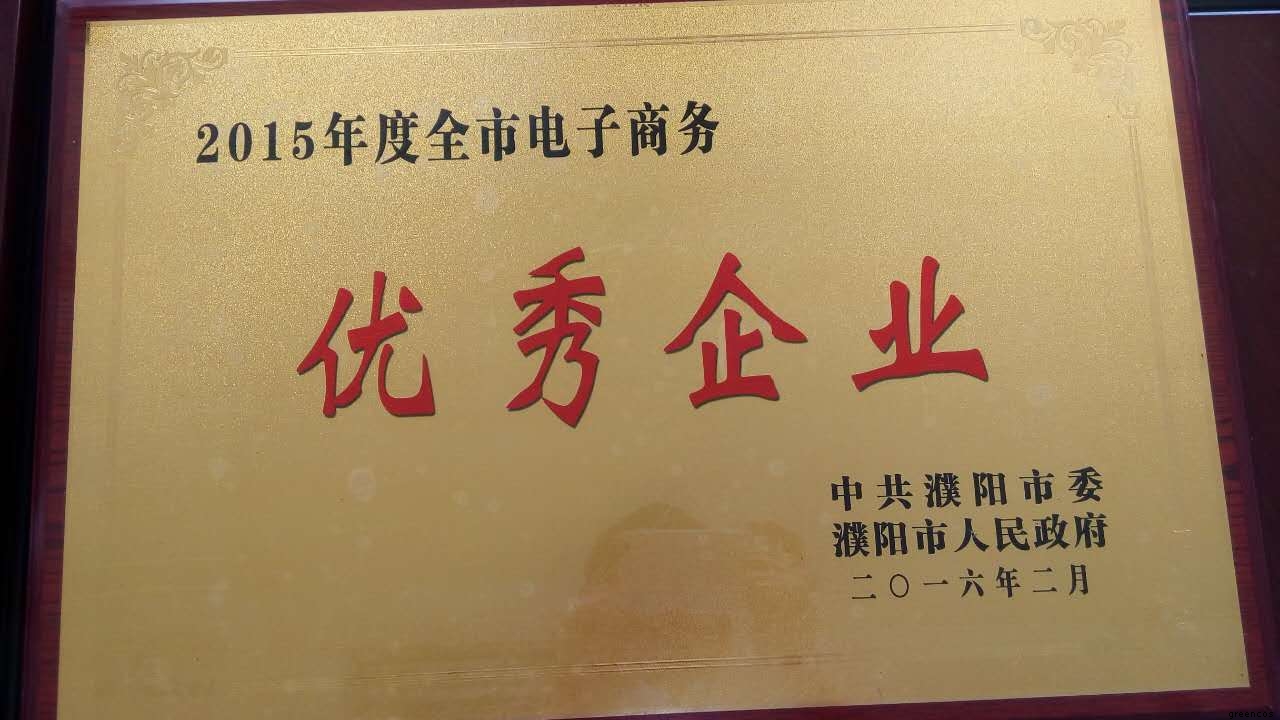 2015年度全市电子商务
优秀企业
中共濮阳市委
濮阳市人民政府
二〇一六年二月